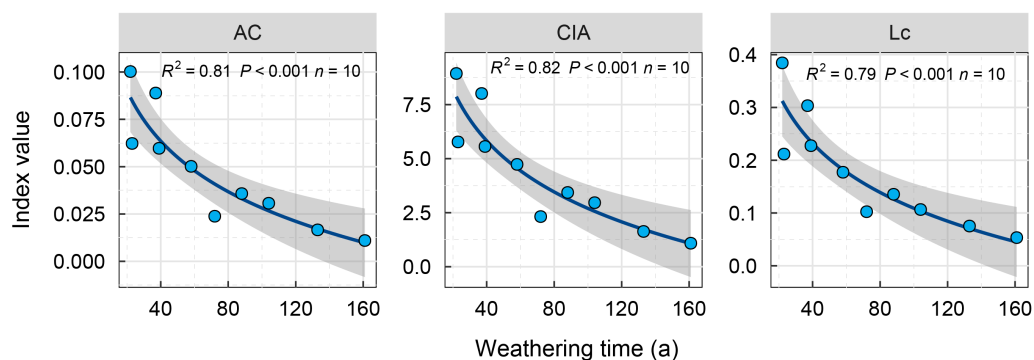 AC
CIA
Lc
R² = 0.81 P < 0.001 n = 10
R² = 0.82 P < 0.001 n = 10
R² = 0.79 P < 0.001 n = 10
Index value
0.100
0.075
0.050
0.025
0.000
7.5
5.0
2.5
0.0
0.4
0.3
0.2
0.1
0.0
40 80 120 160
40 80 120 160
40 80 120 160
Weathering time (a)